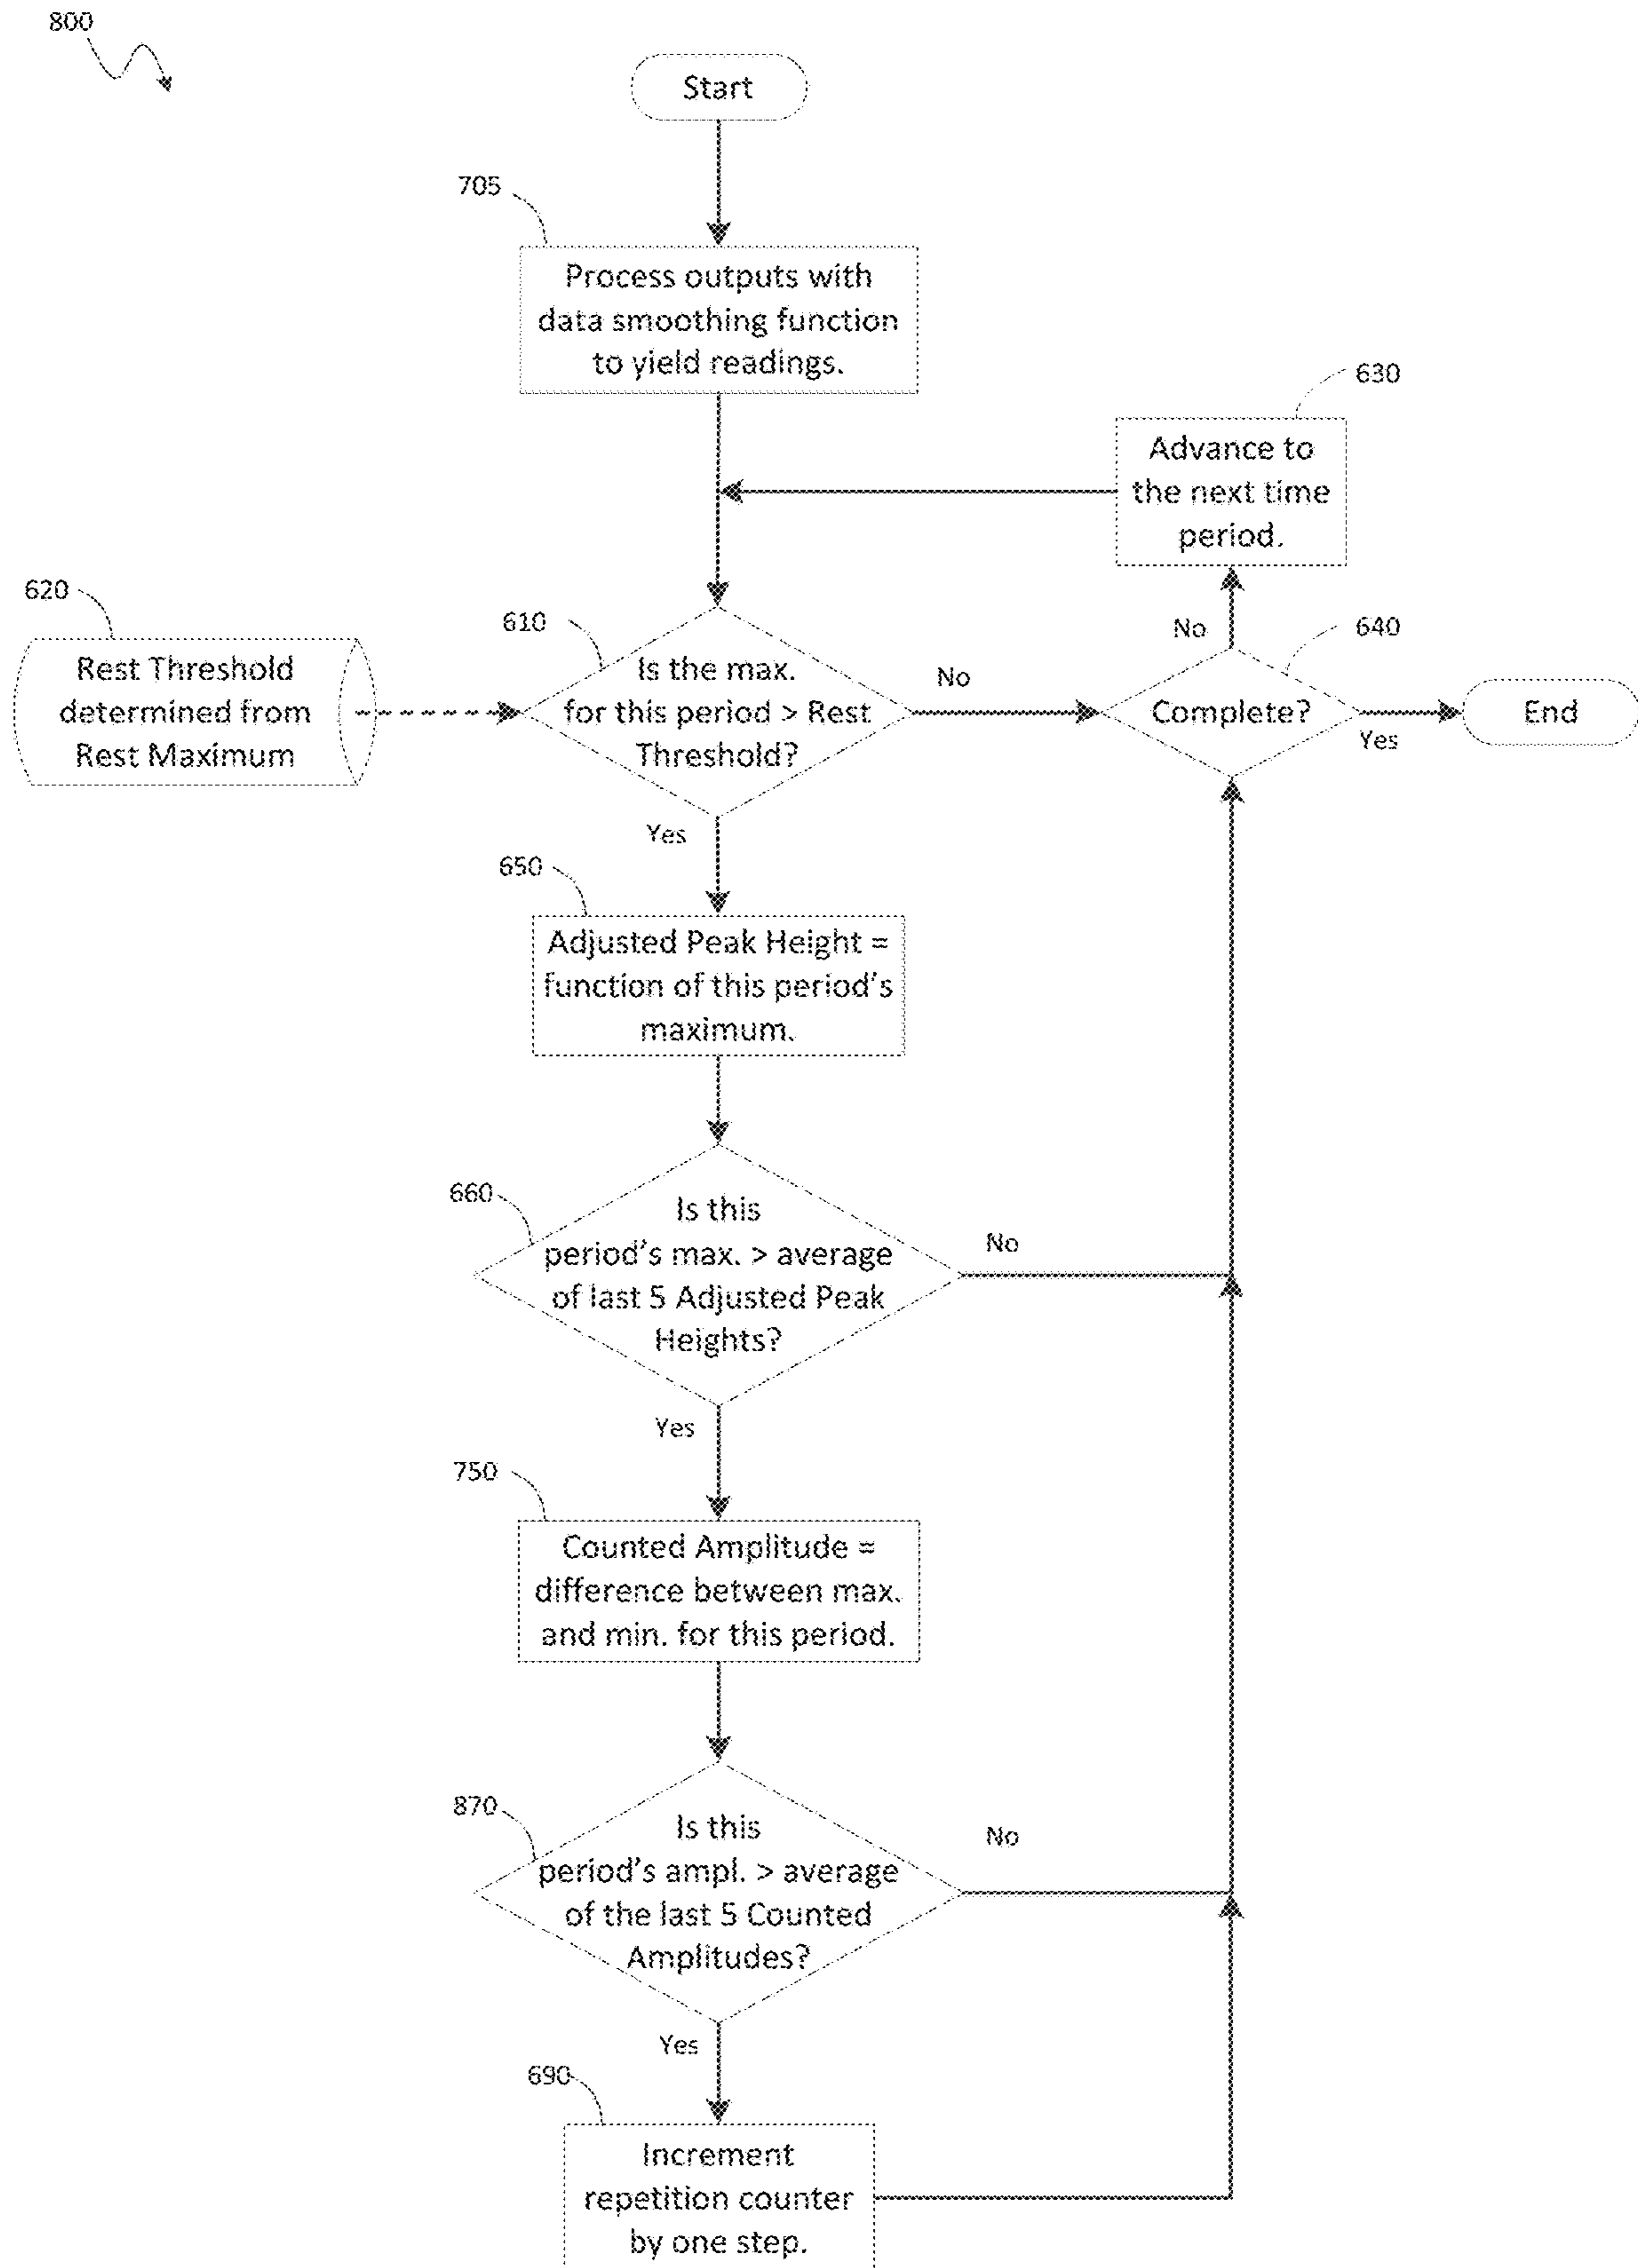 800
Start
705
Process outputs with
data smoothing function
to yield readings.
630
Advance to
the next time
period.
620
Rest Threshold
determined from
Rest Maximum
610
Is the max.
for this period > Rest
Threshold?
No
No
640
Complete?
Yes
End
Yes
650
Adjusted Peak Height =
function of this period's
maximum.
660
Is this
period's max. > average
of last 5 Adjusted Peak
Heights?
No
Yes
750
Counted Amplitude =
difference between max.
and min. for this period.
870
Is this
period's ampl. > average
of the last 5 Counted
Amplitudes?
No
Yes
690
Increment
repetition counter
by one step.